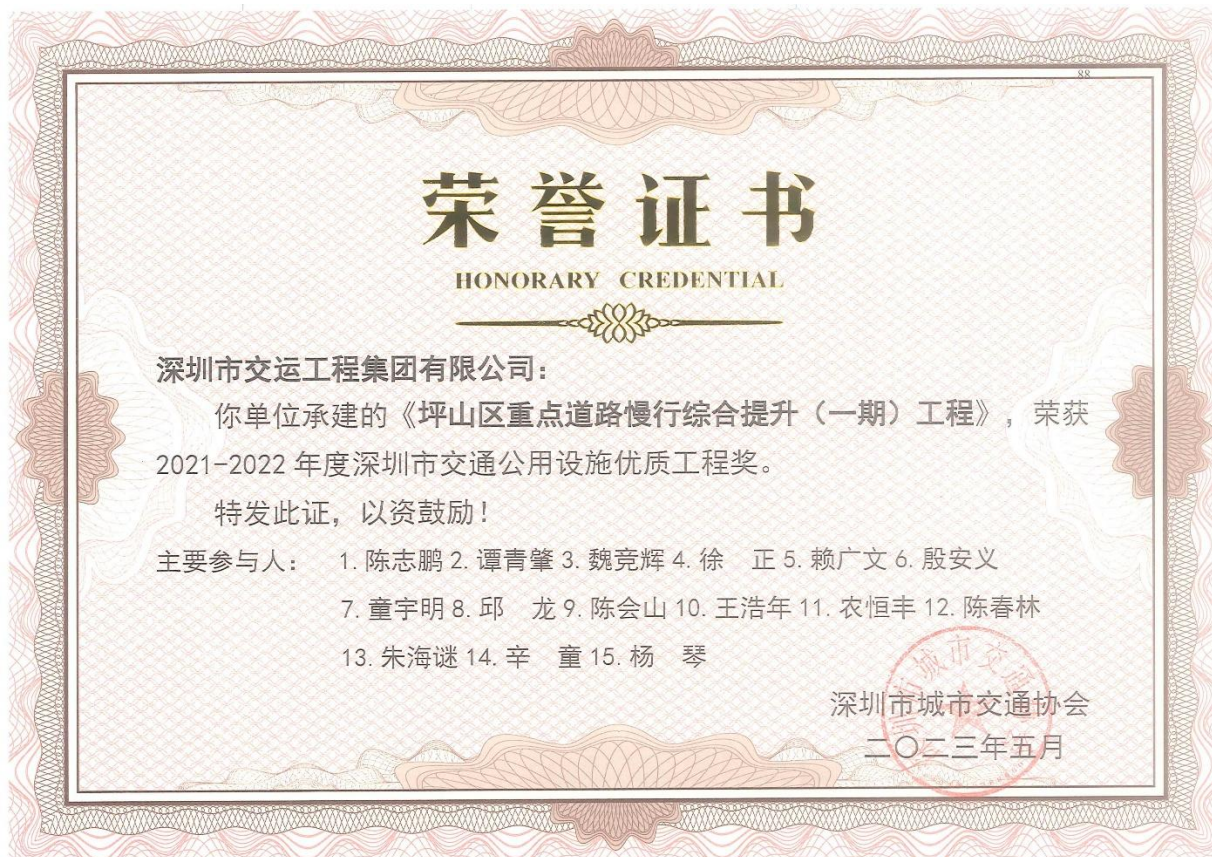 88
荣誉证书
HONORARY CREDENTIAL
深圳市交运工程集团有限公司：
你单位承建的《坪山区重点道路慢行综合提升（一期）工程》，荣获
2021-2022 年度深圳市交通公用设施优质工程奖。
特发此证，以资鼓励！
主要参与人： 1.陈志鹏 2.谭青肇 3.魏竞辉 4.徐　正 5.赖广文 6.殷安义
7.童宇明 8.邱　龙 9.陈会山 10.王浩年 11.农恒丰 12.陈春林
13.朱海谜 14.辛　童 15.杨　琴
深圳市城市交通协会
二〇二三年五月